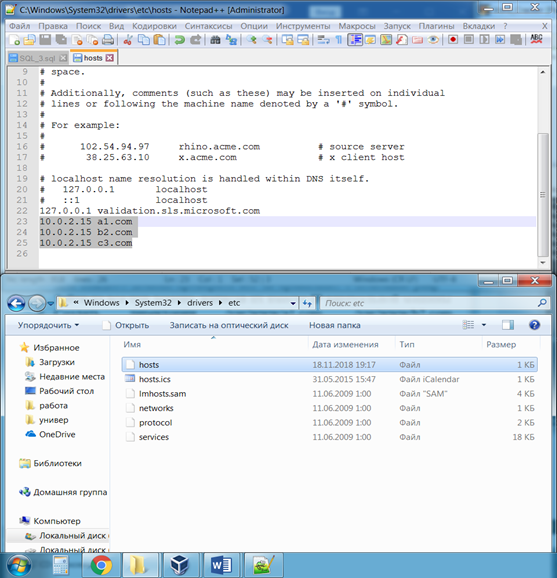 C:\Windows\System32\drivers\etc\hosts - Notepad++ [Administrator]
Файл Правка Поиск Вид Кодировки Синтаксис Опции Инструменты Макросы Запуск Плагины Вкладки ? X
SQL_3.sql hosts
9 # space.
10 #
11 # Additionally, comments (such as these) may be inserted on individual
12 # lines or following the machine name denoted by a '#' symbol.
13 #
14 # For example:
15 #
16 # 102.54.94.97 rhino.acme.com # source server
17 # 38.25.63.10 x.acme.com # x client host
18
19 # localhost name resolution is handled within DNS itself.
20 # 127.0.0.1 localhost
21 # ::1 localhost
22 127.0.0.1 validation.sls.microsoft.com
23 10.0.2.15 a1.com
24 10.0.2.15 b2.com
25 10.0.2.15 c3.com
26
« Windows ▸ System32 ▸ drivers ▸ etc Поиск: etc
Упорядочить Открыть Записать на оптический диск Новая папка
Имя Дата изменения Тип Размер
Избранное
Загрузки
Недавние места
Рабочий стол
работа
универ
OneDrive
Библиотеки
Домашняя группа
Компьютер
Локальный диск (
Локальный диск (
hosts 18.11.2018 19:17 Файл 1 КБ
hosts.ics 31.05.2015 15:47 Файл iCalendar 1 КБ
lmhosts.sam 11.06.2009 1:00 Файл "SAM" 4 КБ
networks 11.06.2009 1:00 Файл 1 КБ
protocol 11.06.2009 1:00 Файл 2 КБ
services 11.06.2009 1:00 Файл 18 КБ